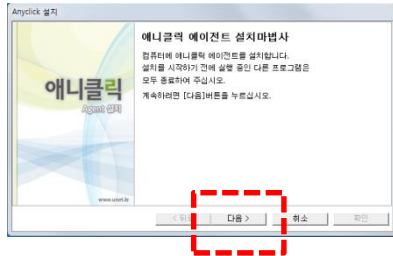 Anyclick 설치
애니클릭 에이전트 설치마법사
컴퓨터에 애니클릭 에이전트를 설치합니다.
설치를 시작하기 전에 실행 중인 다른 프로그램은
모두 종료하여 주십시오.
계속하려면 [다음]버튼을 누르십시오.
애니클릭
Agent 설치
< 뒤로
다음 >
취소
확인